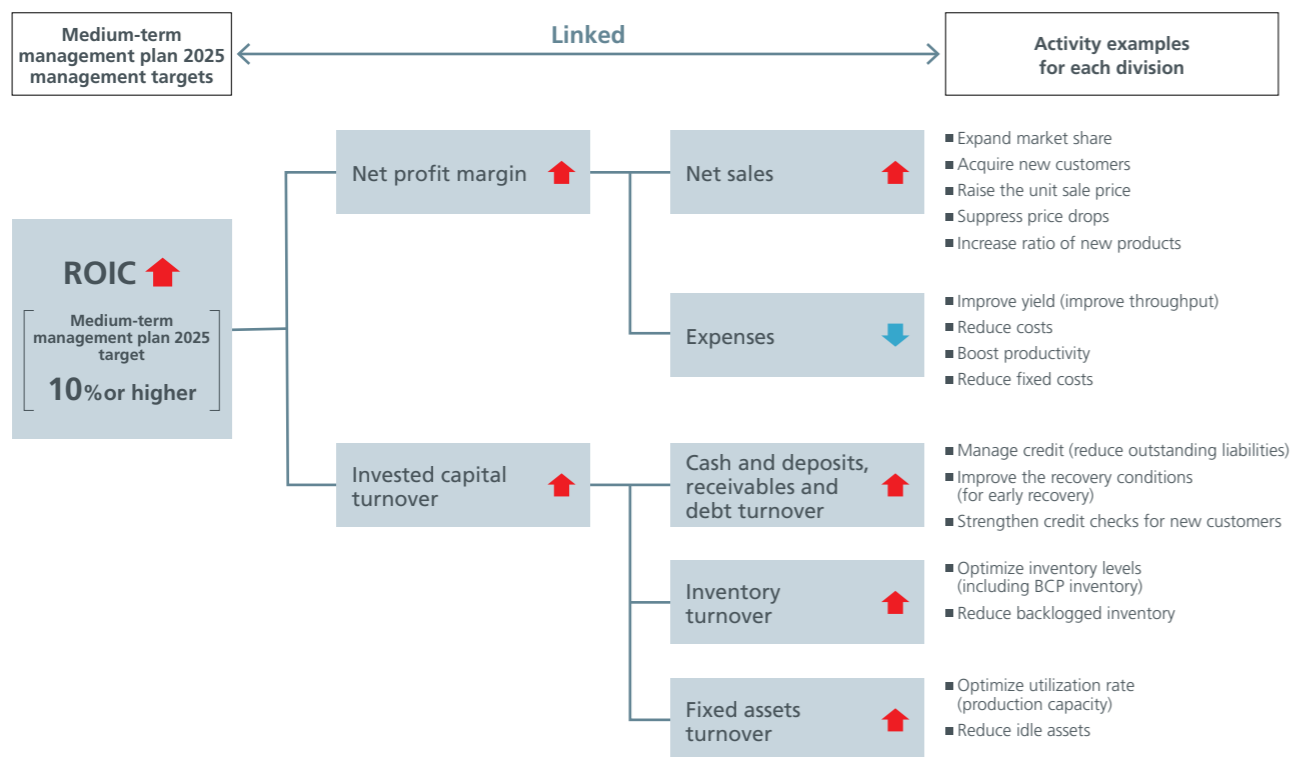 Medium-term
management plan 2025
management targets
Linked
Activity examples
for each division
ROIC
Medium-term
management plan 2025
target
10% or higher
Net profit margin
Net sales
■ Expand market share
■ Acquire new customers
■ Raise the unit sale price
■ Suppress price drops
■ Increase ratio of new products
Expenses
■ Improve yield (improve throughput)
■ Reduce costs
■ Boost productivity
■ Reduce fixed costs
Invested capital
turnover
Cash and deposits,
receivables and
debt turnover
■ Manage credit (reduce outstanding liabilities)
■ Improve the recovery conditions
(for early recovery)
■ Strengthen credit checks for new customers
Inventory
turnover
■ Optimize inventory levels
(including BCP inventory)
■ Reduce backlogged inventory
Fixed assets
turnover
■ Optimize utilization rate
(production capacity)
■ Reduce idle assets